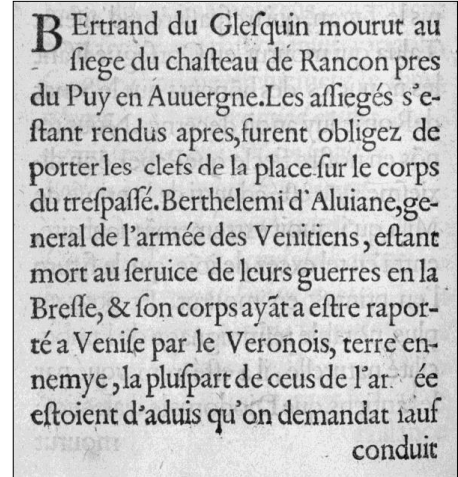 BErtrand du Gleſquin mourut au
ſiege du chaſteau de Rancon pres
du Puy en Auuergne.Les aſſiegés s'e-
ſtant rendus apres,furent obligez de
porter les clefs de la place ſur le corps
du treſpaſſé.Berthelemi d'Aluiane,ge-
neral de l'armée des Venitiens, eſtant
mort au ſeruice de leurs guerres en la
Breſſe, & ſon corps ayãt a eſtre rapor-
té a Veniſe par le Veronois, terre en-
nemye, la pluſpart de ceus de l'ar ée
eſtoient d'aduis qu'on demandat ſauf
conduit